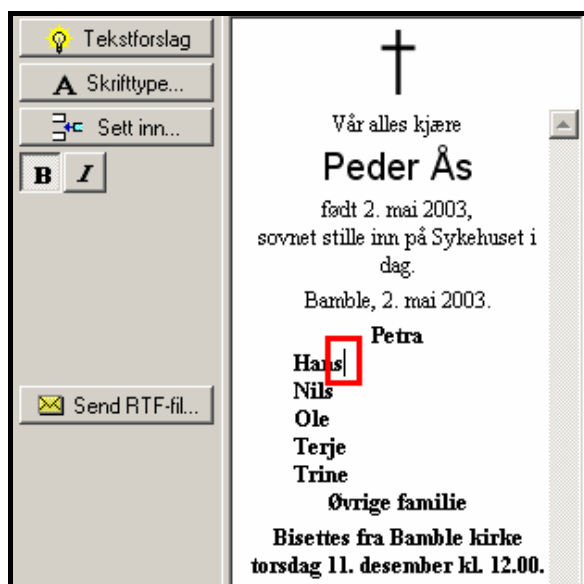 Tekstforslag
A Skrifttype...
Sett inn...
B I
Send RTF-fil...
Vår alles kjære
Peder Ås
født 2. mai 2003,
sovnet stille inn på Sykehuset i
dag.
Bamble, 2. mai 2003.
Petra
Hans
Nils
Ole
Terje
Trine
Øvrige familie
Bisettes fra Bamble kirke
torsdag 11. desember kl. 12.00.